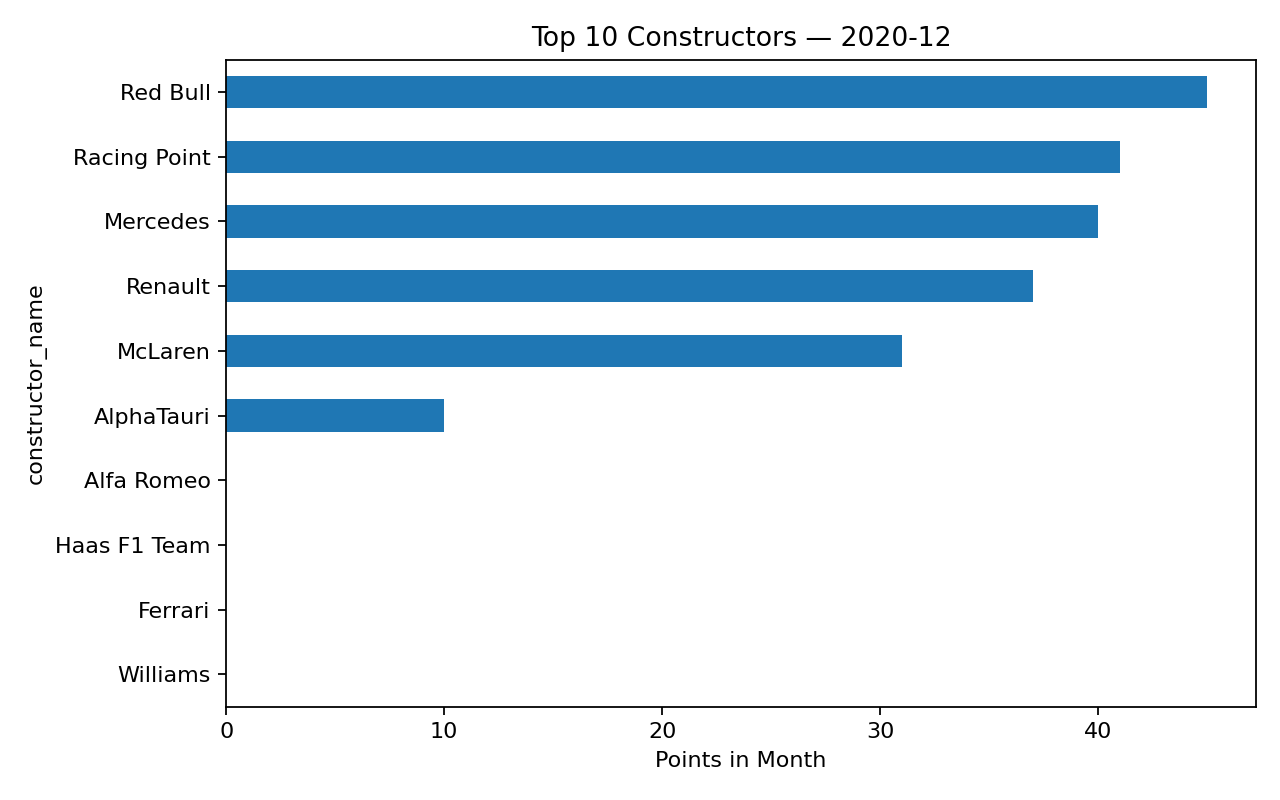 Top 10 Constructors — 2020-12
constructor_name
Red Bull
Racing Point
Mercedes
Renault
McLaren
AlphaTauri
Alfa Romeo
Haas F1 Team
Ferrari
Williams
0 10 20 30 40
Points in Month